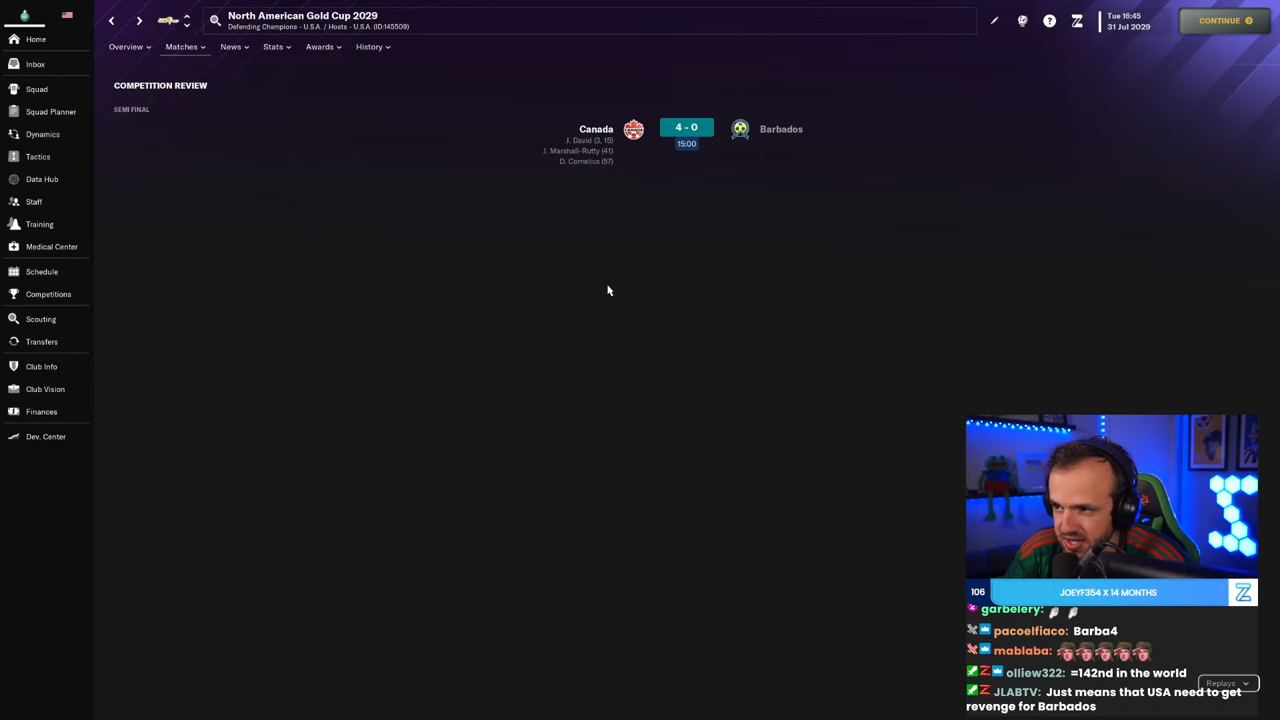 North American Gold Cup 2029
Defending Champions - U.S.A. / Hosts - U.S.A. (ID:145509)
Tue 16:45
31 Jul 2029
CONTINUE
Home
Inbox
Squad
Squad Planner
Dynamics
Tactics
Data Hub
Staff
Training
Medical Center
Schedule
Competitions
Scouting
Transfers
Club Info
Club Vision
Finances
Dev. Center
Overview
Matches
News
Stats
Awards
History
COMPETITION REVIEW
SEMI FINAL
Canada
CANADA
4 - 0
Barbados
15:00
J. David (3, 15)
J. Marshall-Rutty (41)
D. Cornelius (57)
106
JOEYF354 X 14 MONTHS
garbelery:
pacoelfiaco: Barba4
mablaba:
olliew322: =142nd in the world
JLABTV: Just means that USA need to get
revenge for Barbados
Replays